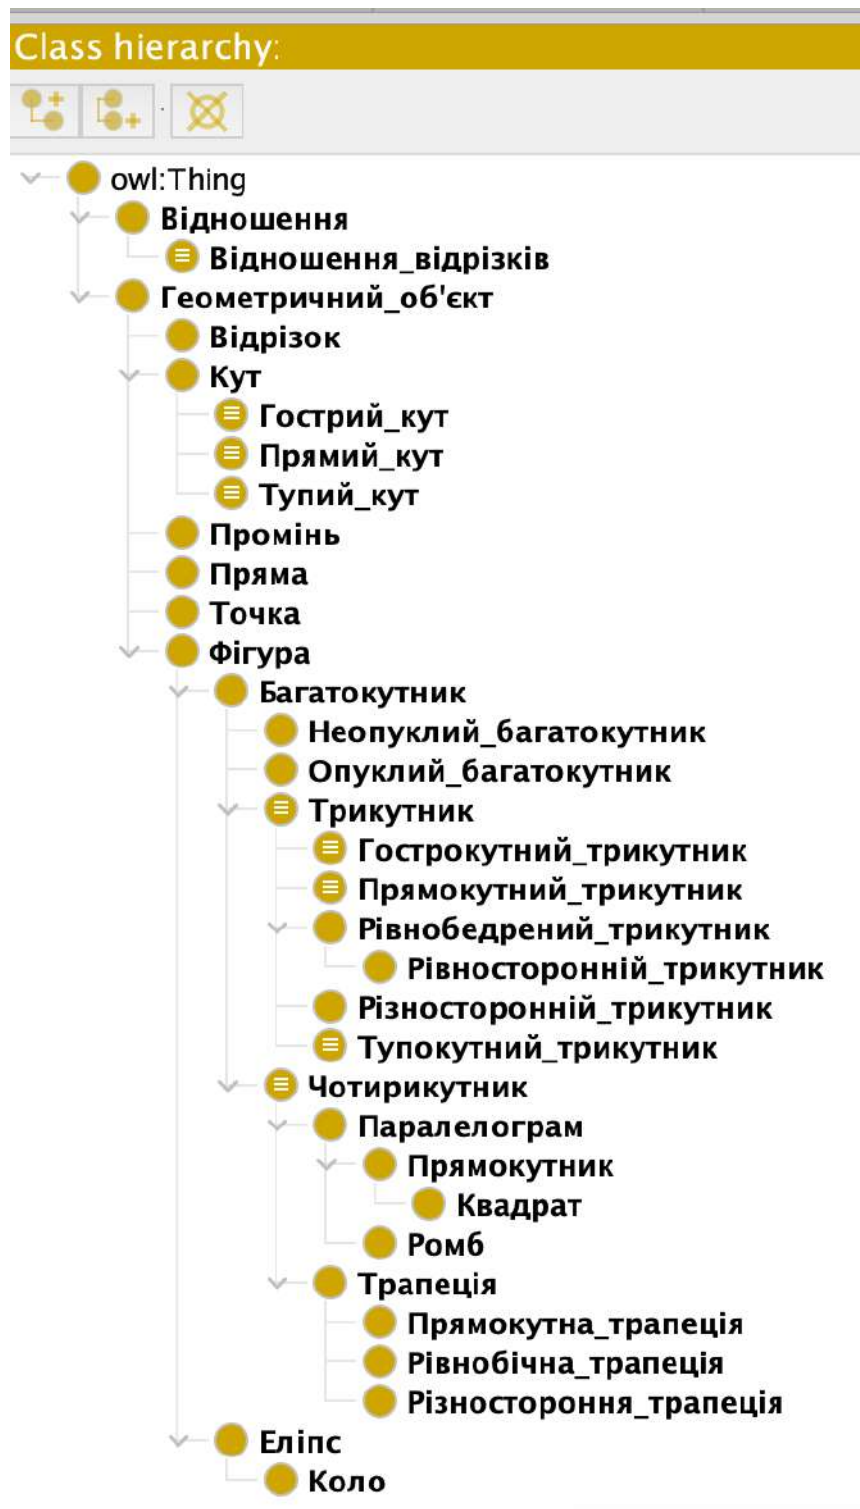 Class hierarchy:
owl:Thing
Відношення
Відношення_відрізків
Геометричний_об'єкт
Відрізок
Кут
Гострий_кут
Прямий_кут
Тупий_кут
Промінь
Пряма
Точка
Фігура
Багатокутник
Неопуклий_багатокутник
Опуклий_багатокутник
Трикутник
Гострокутний_трикутник
Прямокутний_трикутник
Рівнобедрений_трикутник
Рівносторонній_трикутник
Різносторонній_трикутник
Тупокутний_трикутник
Чотирикутник
Паралелограм
Прямокутник
Квадрат
Ромб
Трапеція
Прямокутна_трапеція
Рівнобічна_трапеція
Різностороння_трапеція
Еліпс
Коло